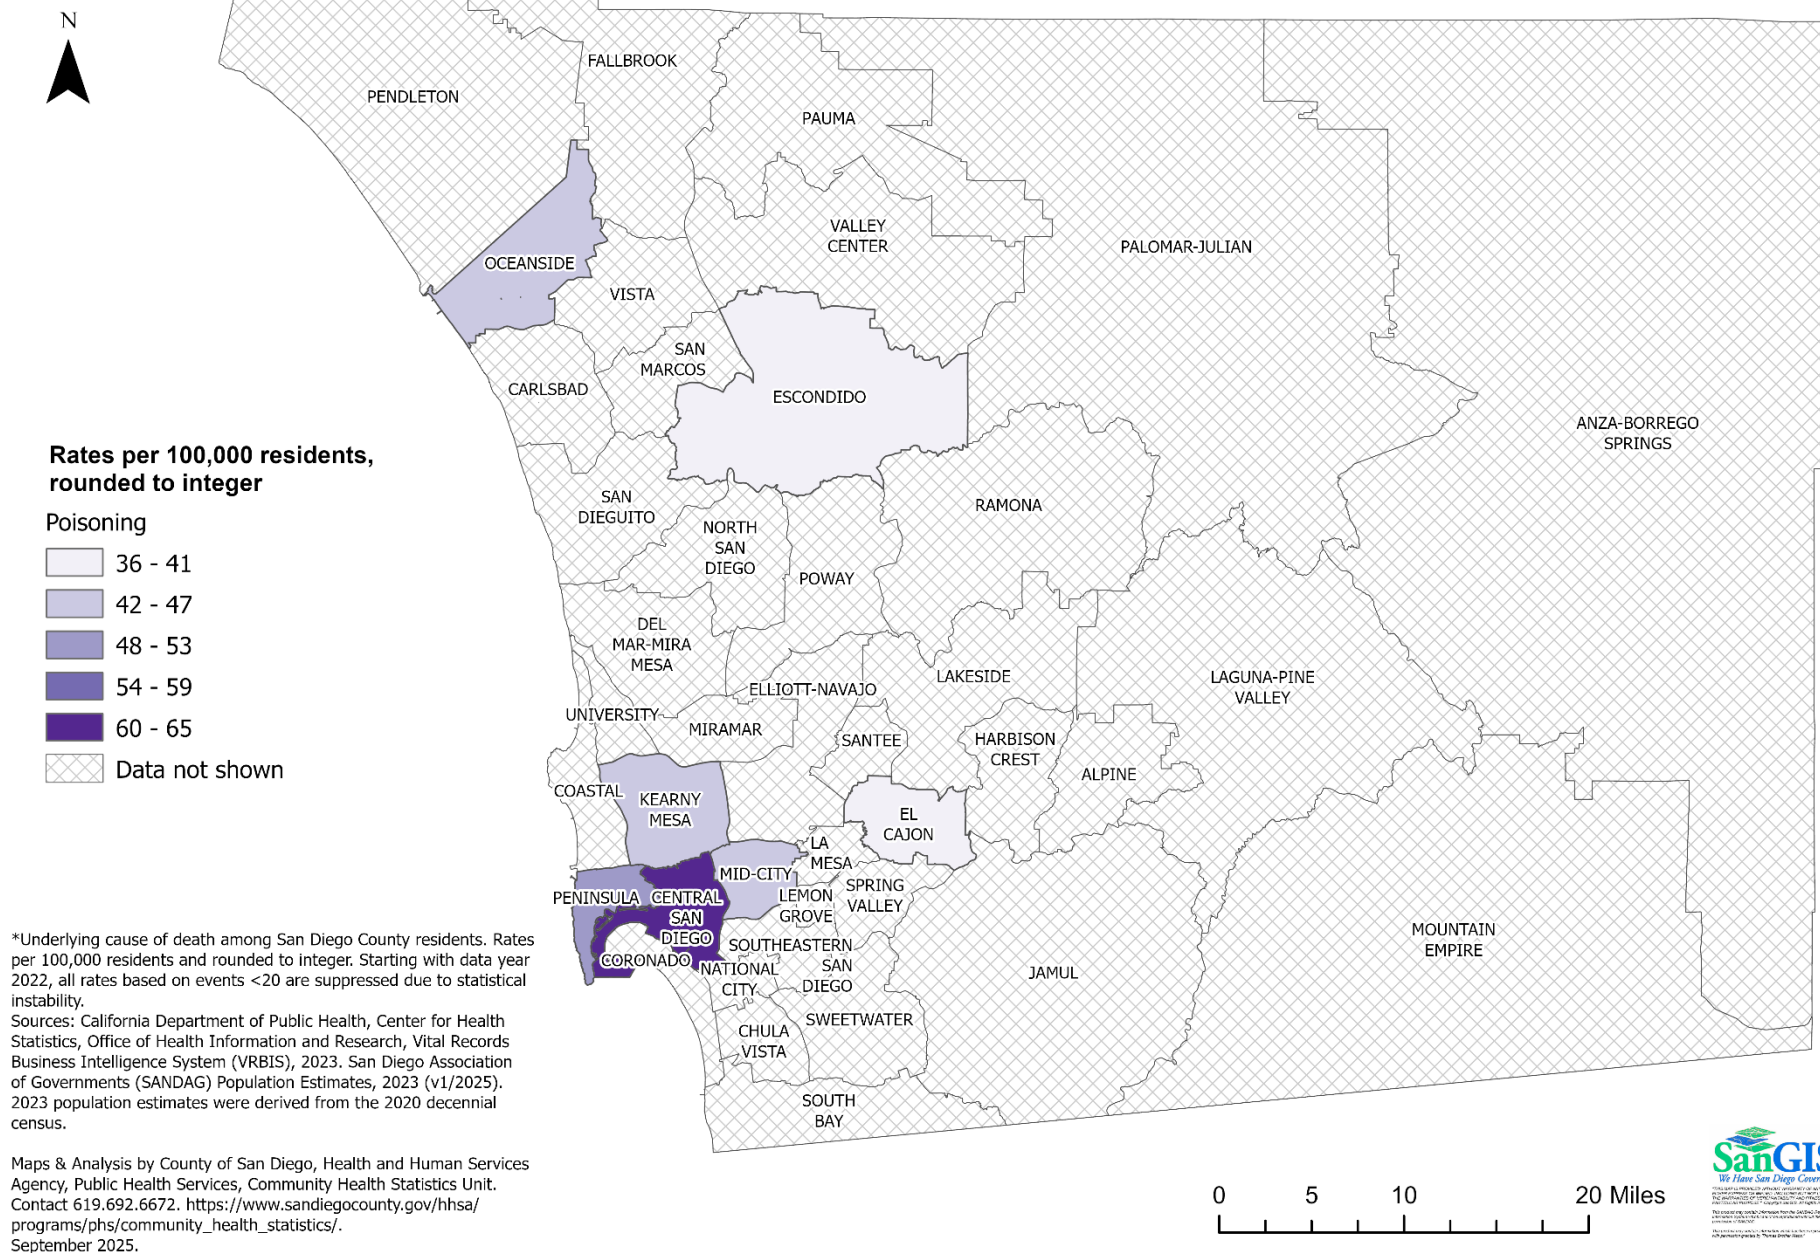 N
FALLBROOK
PENDLETON
PAUMA
VALLEY
CENTER
PALOMAR-JULIAN
OCEANSIDE
VISTA
SAN
MARCOS
CARLSBAD
ESCONDIDO
ANZA-BORREGO
SPRINGS
Rates per 100,000 residents,
rounded to integer
Poisoning
36 - 41
42 - 47
48 - 53
54 - 59
60 - 65
Data not shown
SAN
DIEGUITO
NORTH
SAN
DIEGO
RAMONA
POWAY
DEL
MAR-MIRA
MESA
ELLIOTT-NAVAJO
LAKESIDE
LAGUNA-PINE
VALLEY
UNIVERSITY
MIRAMAR
SANTEE
HARBISON
CREST
ALPINE
COASTAL
KEARNY
MESA
EL
CAJON
LA
MESA
MID-CITY
PENINSULA
CENTRAL
SAN
DIEGO
LEMON
GROVE
SPRING
VALLEY
CORONADO
SOUTHEASTERN
SAN
DIEGO
NATIONAL
CITY
JAMUL
MOUNTAIN
EMPIRE
SWEETWATER
CHULA
VISTA
SOUTH
BAY
*Underlying cause of death among San Diego County residents. Rates
per 100,000 residents and rounded to integer. Starting with data year
2022, all rates based on events <20 are suppressed due to statistical
instability.
Sources: California Department of Public Health, Center for Health
Statistics, Office of Health Information and Research, Vital Records
Business Intelligence System (VRBIS), 2023. San Diego Association
of Governments (SANDAG) Population Estimates, 2023 (v1/2025).
2023 population estimates were derived from the 2020 decennial
census.
Maps & Analysis by County of San Diego, Health and Human Services
Agency, Public Health Services, Community Health Statistics Unit.
Contact 619.692.6672. https://www.sandiegocounty.gov/hhsa/
programs/phs/community_health_statistics/.
September 2025.
0 5 10 20 Miles
SanGIS
We Have San Diego Cover